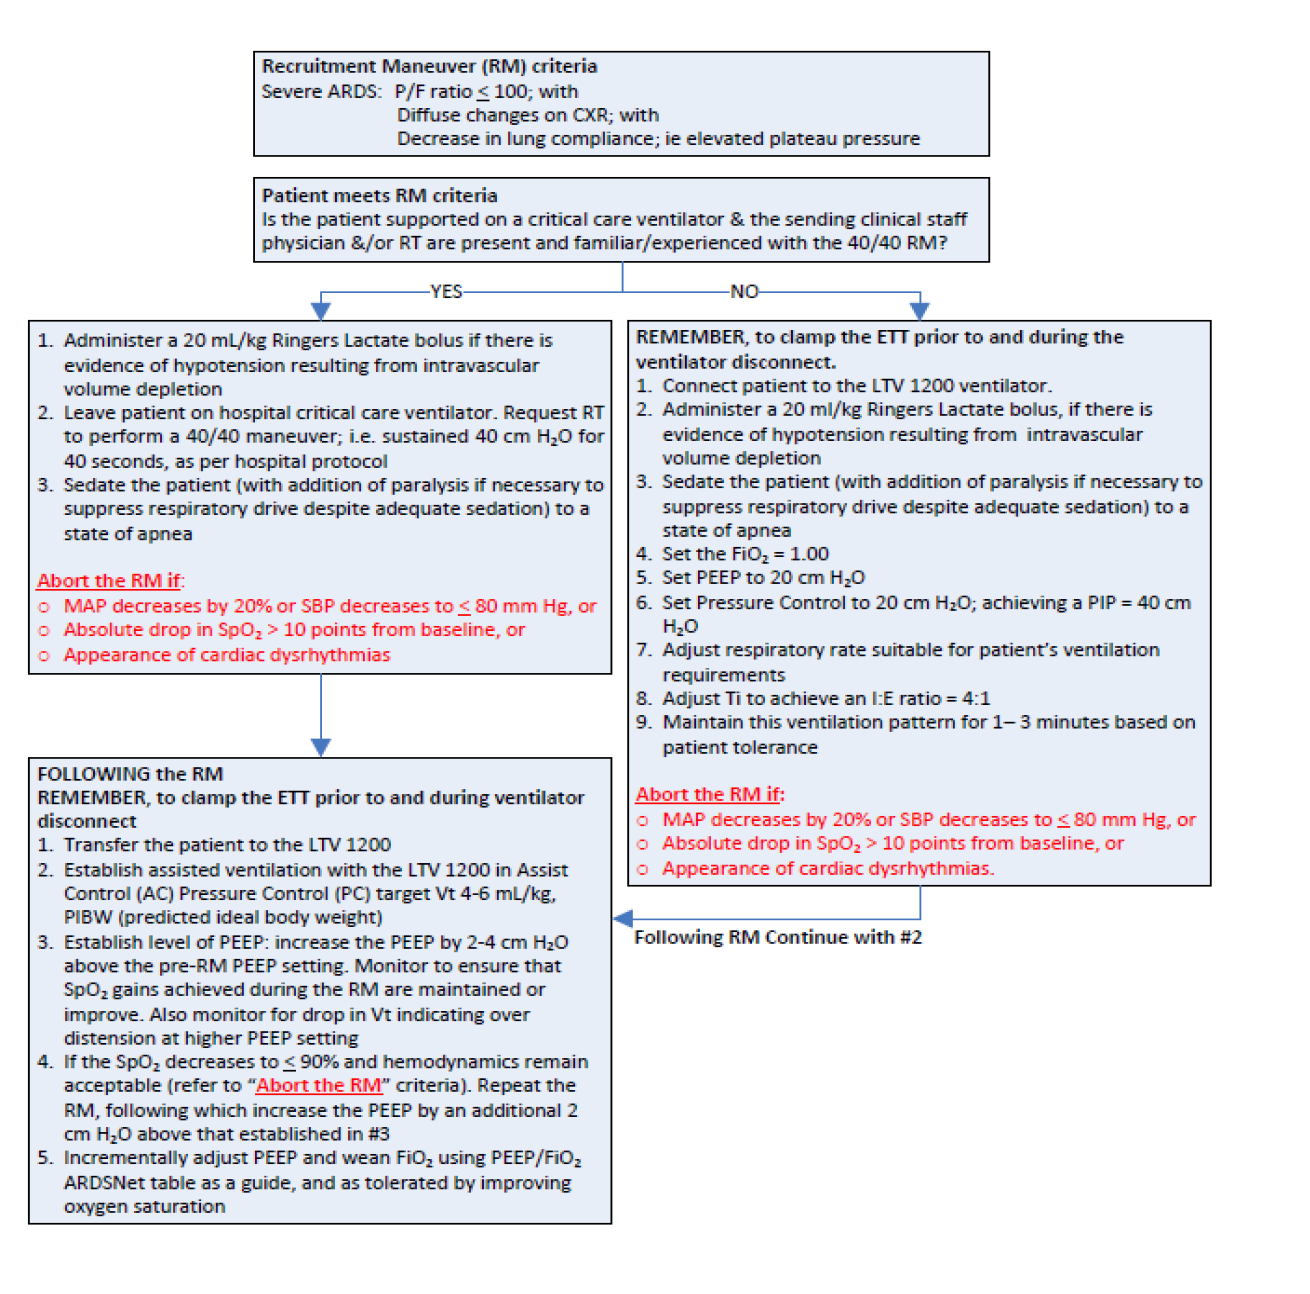 Recruitment Maneuver (RM) criteria
Severe ARDS: P/F ratio ≤ 100; with
Diffuse changes on CXR; with
Decrease in lung compliance; ie elevated plateau pressure
Patient meets RM criteria
Is the patient supported on a critical care ventilator & the sending clinical staff
physician &/or RT are present and familiar/experienced with the 40/40 RM?
YES
NO
1. Administer a 20 mL/kg Ringers Lactate bolus if there is
evidence of hypotension resulting from intravascular
volume depletion
2. Leave patient on hospital critical care ventilator. Request RT
to perform a 40/40 maneuver; i.e. sustained 40 cm H₂O for
40 seconds, as per hospital protocol
3. Sedate the patient (with addition of paralysis if necessary to
suppress respiratory drive despite adequate sedation) to a
state of apnea
Abort the RM if:
o MAP decreases by 20% or SBP decreases to ≤ 80 mm Hg, or
o Absolute drop in SpO₂ > 10 points from baseline, or
o Appearance of cardiac dysrhythmias
REMEMBER, to clamp the ETT prior to and during the
ventilator disconnect.
1. Connect patient to the LTV 1200 ventilator.
2. Administer a 20 ml/kg Ringers Lactate bolus, if there is
evidence of hypotension resulting from intravascular
volume depletion
3. Sedate the patient (with addition of paralysis if necessary to
suppress respiratory drive despite adequate sedation) to a
state of apnea
4. Set the FiO₂ = 1.00
5. Set PEEP to 20 cm H₂O
6. Set Pressure Control to 20 cm H₂O; achieving a PIP = 40 cm
H₂O
7. Adjust respiratory rate suitable for patient's ventilation
requirements
8. Adjust Ti to achieve an I:E ratio = 4:1
9. Maintain this ventilation pattern for 1– 3 minutes based on
patient tolerance
Abort the RM if:
o MAP decreases by 20% or SBP decreases to ≤ 80 mm Hg, or
o Absolute drop in SpO₂ > 10 points from baseline, or
o Appearance of cardiac dysrhythmias.
Following RM Continue with #2
FOLLOWING the RM
REMEMBER, to clamp the ETT prior to and during ventilator
disconnect
1. Transfer the patient to the LTV 1200
2. Establish assisted ventilation with the LTV 1200 in Assist
Control (AC) Pressure Control (PC) target Vt 4-6 mL/kg,
PIBW (predicted ideal body weight)
3. Establish level of PEEP: increase the PEEP by 2-4 cm H₂O
above the pre-RM PEEP setting. Monitor to ensure that
SpO₂ gains achieved during the RM are maintained or
improve. Also monitor for drop in Vt indicating over
distension at higher PEEP setting
4. If the SpO₂ decreases to ≤ 90% and hemodynamics remain
acceptable (refer to “Abort the RM” criteria). Repeat the
RM, following which increase the PEEP by an additional 2
cm H₂O above that established in #3
5. Incrementally adjust PEEP and wean FiO₂ using PEEP/FiO₂
ARDSNet table as a guide, and as tolerated by improving
oxygen saturation